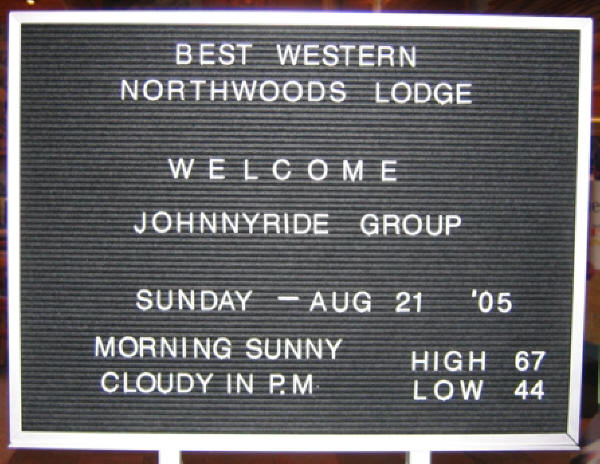 BEST WESTERN
NORTHWOODS LODGE
WELCOME
JOHNNYRIDE GROUP
SUNDAY — AUG 21 '05
MORNING SUNNY HIGH 67
CLOUDY IN P.M LOW 44